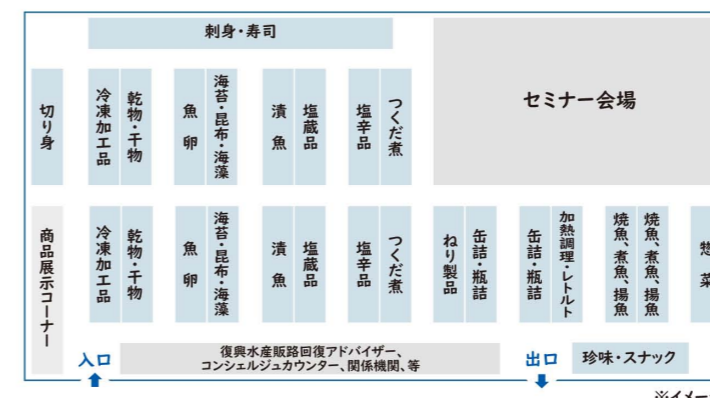 刺身・寿司
切り身
冷凍加工品
乾物・干物
魚卵
海苔・昆布・海藻
漬魚
塩蔵品
塩辛品
つくだ煮
セミナー会場
商品展示コーナー
冷凍加工品
乾物・干物
魚卵
海苔・昆布・海藻
漬魚
塩蔵品
塩辛品
つくだ煮
ねり製品
缶詰・瓶詰
缶詰・瓶詰
加熱調理・レトルト
焼魚、煮魚、揚魚
焼魚、煮魚、揚魚
惣菜
入口
復興水産販路回復アドバイザー、
コンシェルジュカウンター、関係機関、等
出口
珍味・スナック
※イメー